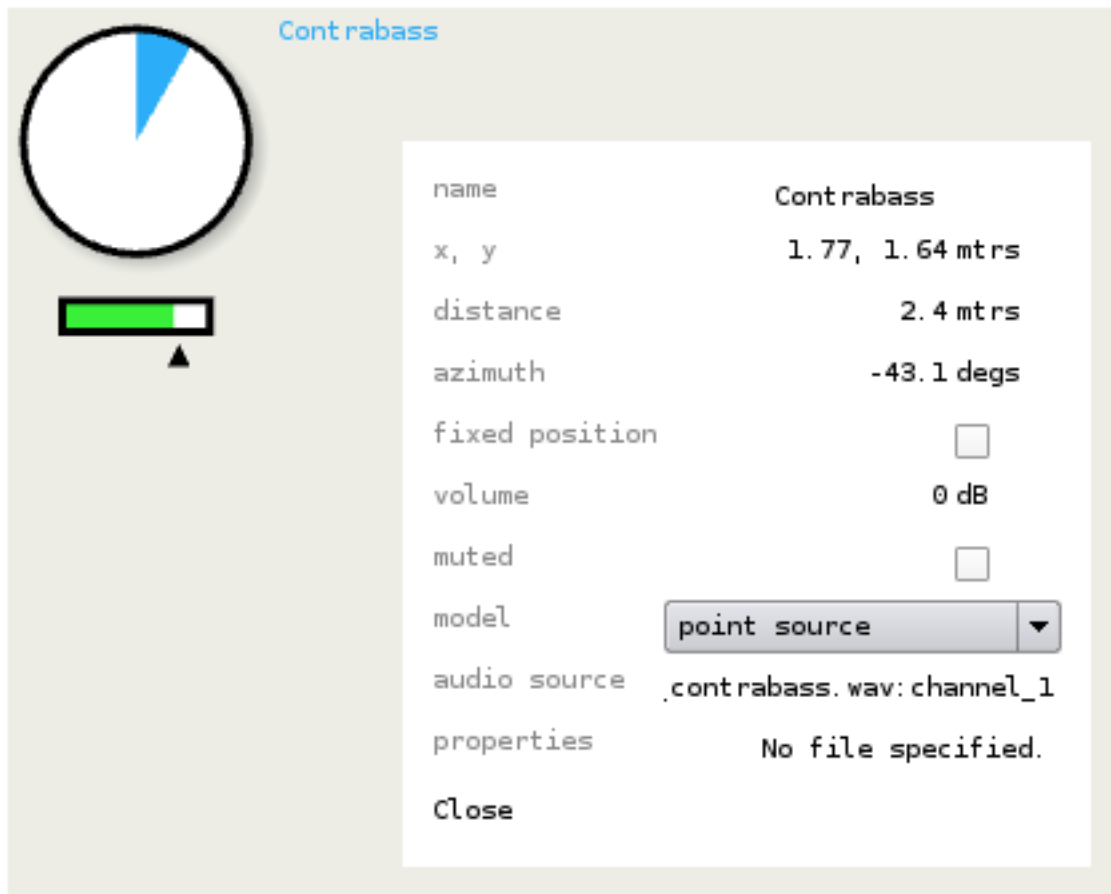 Contrabass
name Contrabass
x, y 1.77, 1.64 mtrs
distance 2.4 mtrs
azimuth -43.1 degs
fixed position
volume 0 dB
muted
model point source
audio source contrabass.wav:channel_1
properties No file specified.
Close